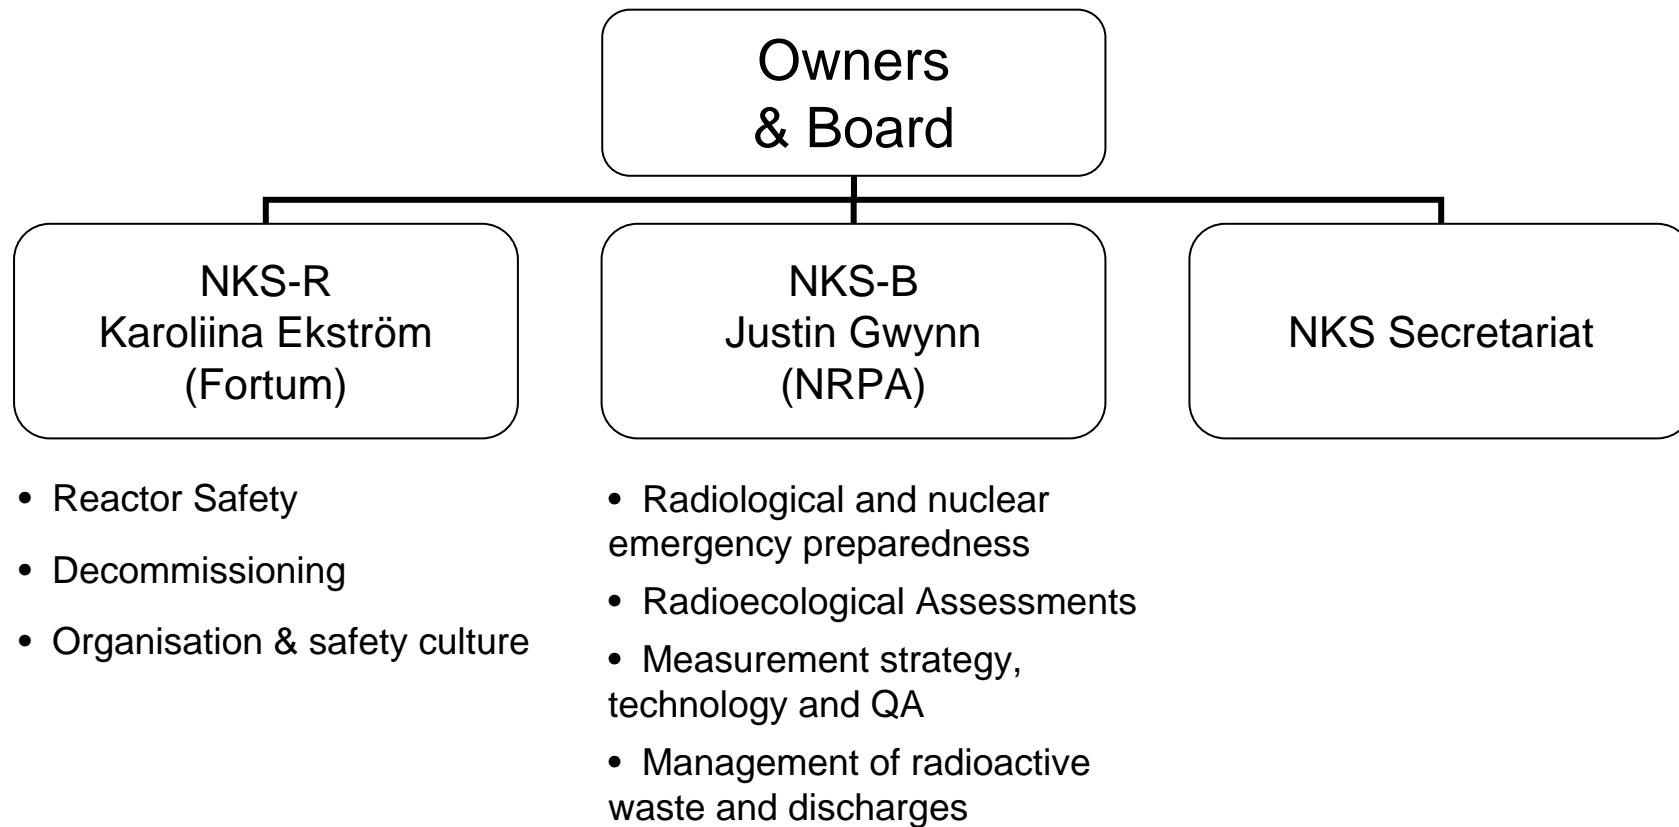 Owners
& Board
NKS-R
Karoliina Ekström
(Fortum)
NKS-B
Justin Gwynn
(NRPA)
NKS Secretariat
• Reactor Safety
• Decommissioning
• Organisation & safety culture
• Radiological and nuclear
emergency preparedness
• Radioecological Assessments
• Measurement strategy,
technology and QA
• Management of radioactive
waste and discharges